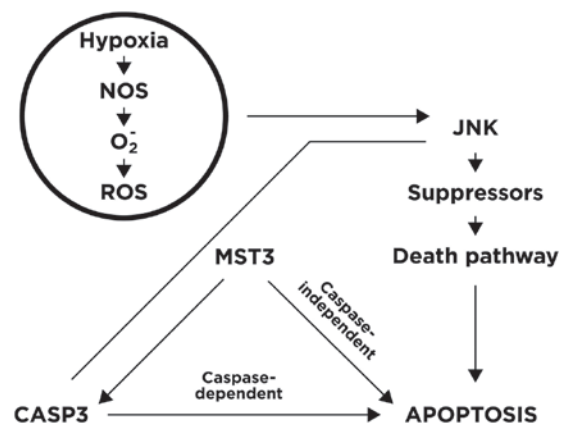 Hypoxia
NOS
O₂⁻
ROS
JNK
Suppressors
Death pathway
MST3
Caspase-
independent
Caspase-
dependent
CASP3
APOPTOSIS